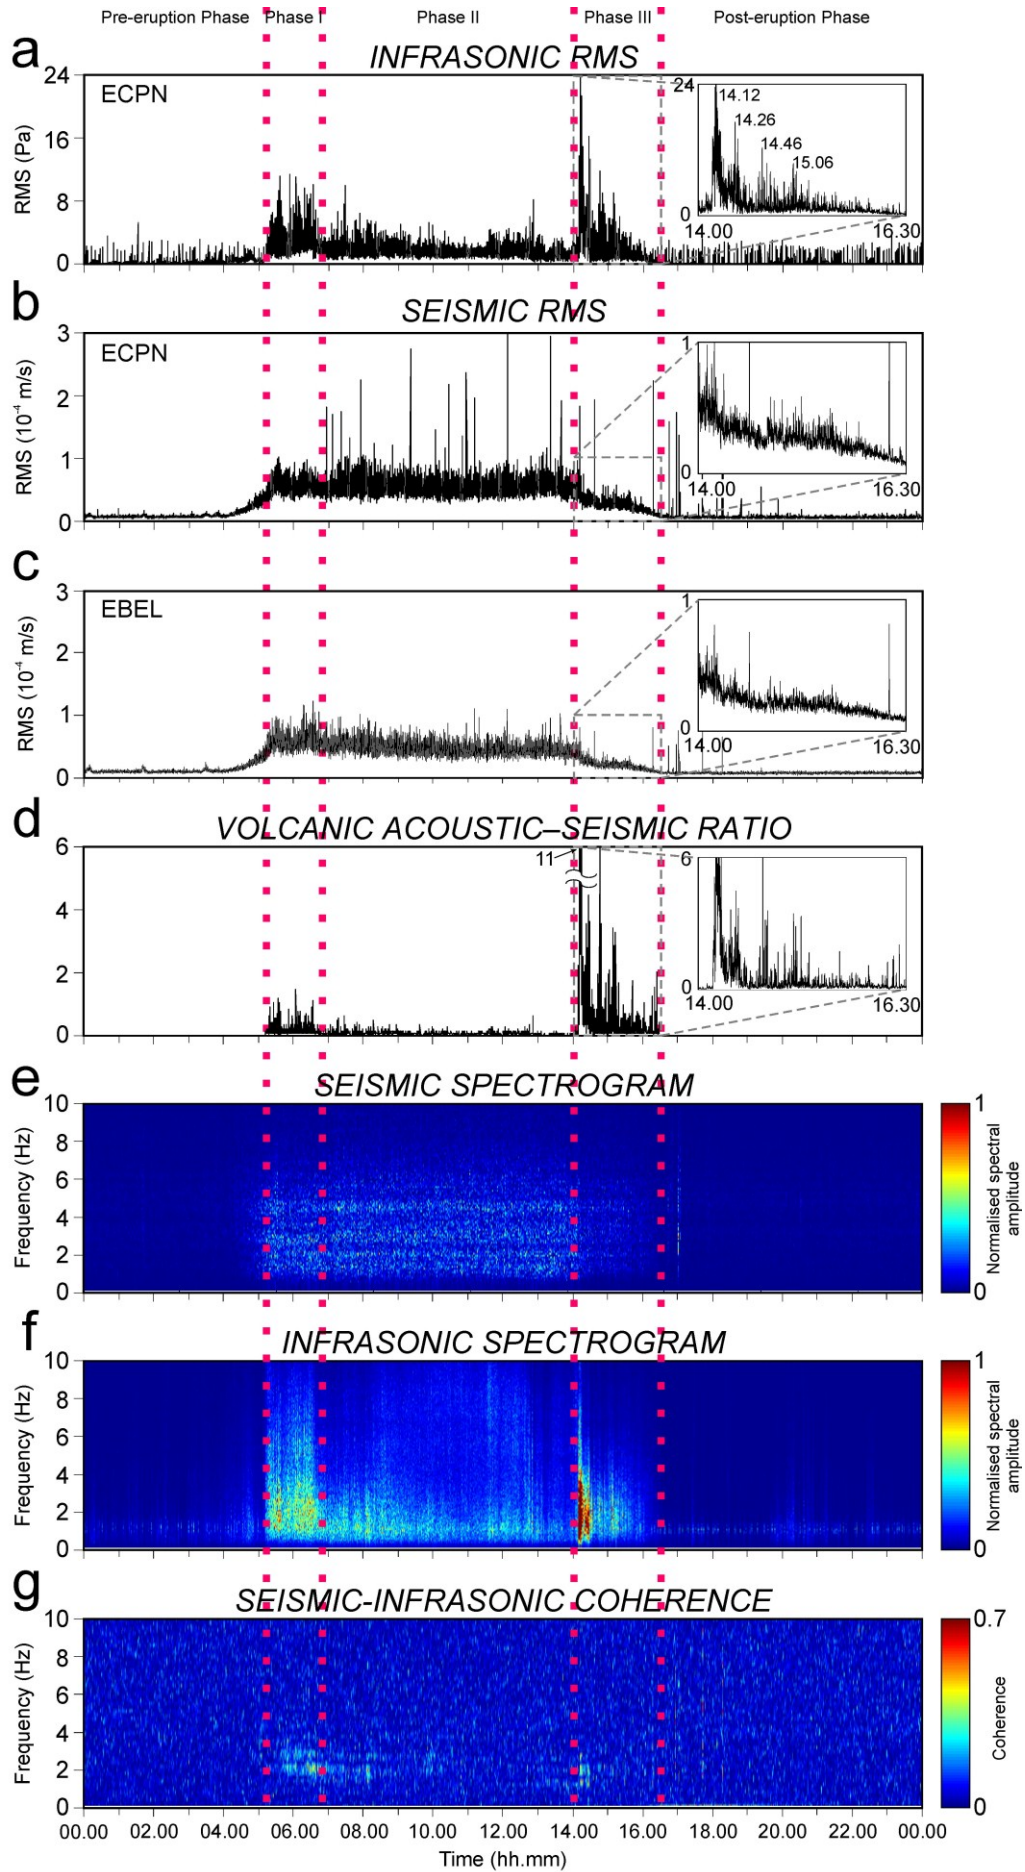 Pre-eruption Phase Phase I Phase II Phase III Post-eruption Phase
a
INFRASONIC RMS
ECPN
RMS (Pa)
24
16
8
0
24
14.12
14.26
14.46
15.06
0
14.00 16.30
b
SEISMIC RMS
ECPN
RMS (10⁻⁴ m/s)
3
2
1
0
1
0
14.00 16.30
c
EBEL
RMS (10⁻⁴ m/s)
3
2
1
0
1
0
14.00 16.30
d
VOLCANIC ACOUSTIC–SEISMIC RATIO
6
4
2
0
11
6
0
14.00 16.30
e
SEISMIC SPECTROGRAM
Frequency (Hz)
10
8
6
4
2
0
1
0
Normalised spectral
amplitude
f
INFRASONIC SPECTROGRAM
Frequency (Hz)
10
8
6
4
2
0
1
0
Normalised spectral
amplitude
g
SEISMIC-INFRASONIC COHERENCE
Frequency (Hz)
10
8
6
4
2
0
0.7
0
Coherence
00.00 02.00 04.00 06.00 08.00 10.00 12.00 14.00 16.00 18.00 20.00 22.00 00.00
Time (hh.mm)